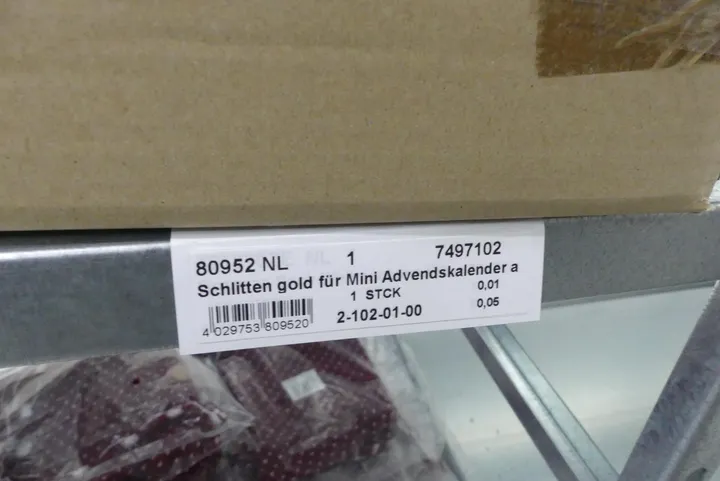 80952 NL 1 7497102
Schlitten gold für Mini Advendskalender a
1 STCK 0,01
4 029753 809520 2-102-01-00 0,05